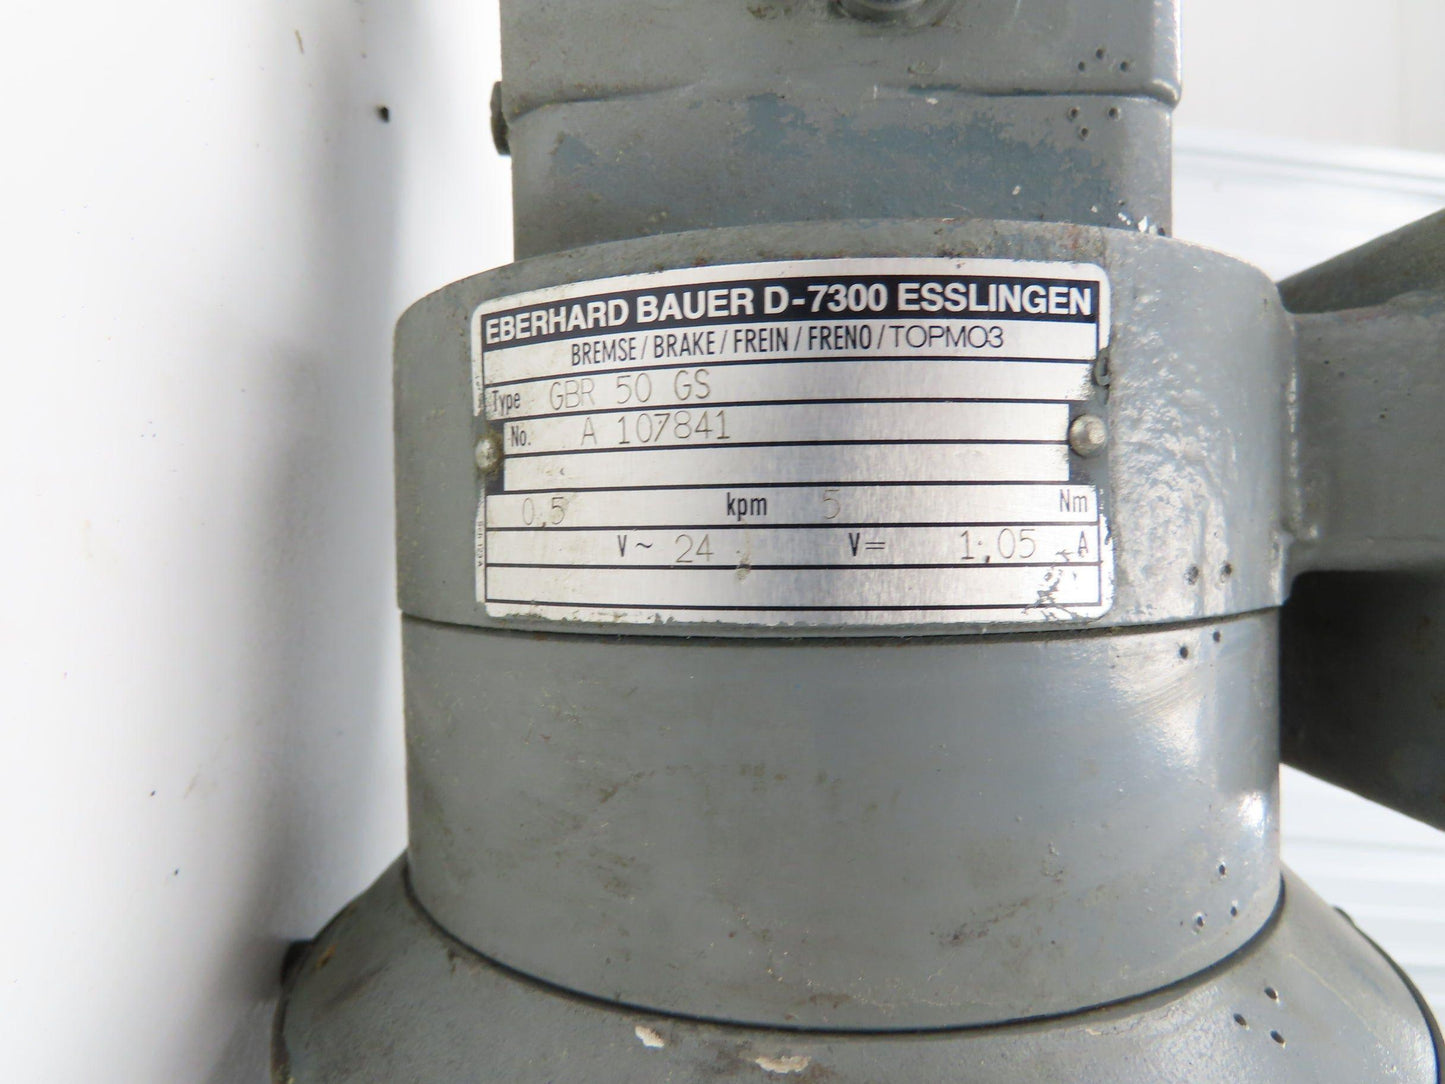 EBERHARD BAUER D-7300 ESSLINGEN
BREMSE/BRAKE/FREIN/FRENO/TOPMO3
Type GBR 50 GS
No. A 107841
0,5 kpm 5 Nm
V~ 24 V= 1,05 A